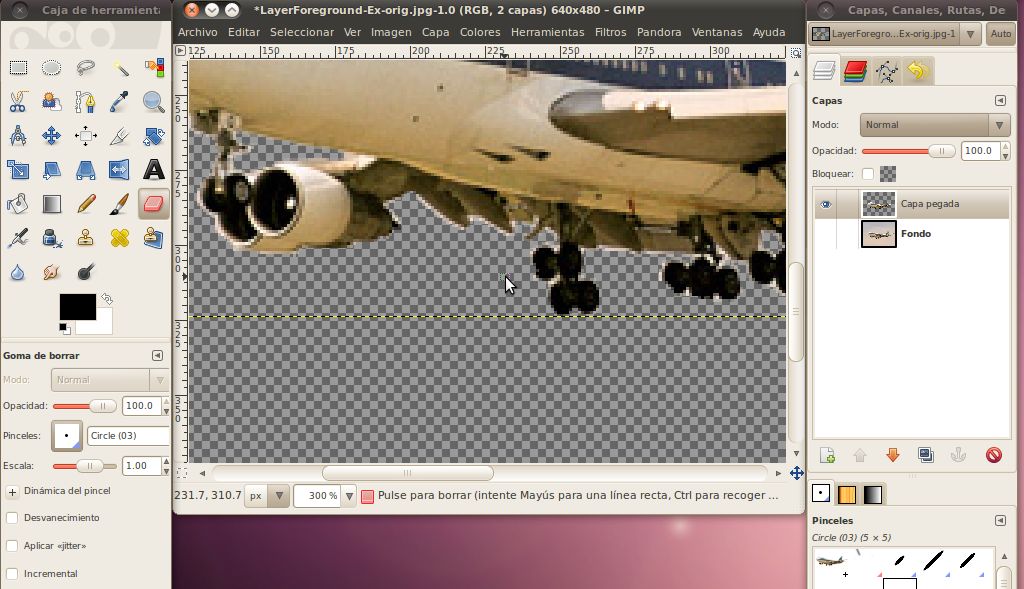 Caja de herramienta
*LayerForeground-Ex-orig.jpg-1.0 (RGB, 2 capas) 640x480 – GIMP
Capas, Canales, Rutas, De
Archivo Editar Seleccionar Ver Imagen Capa Colores Herramientas Filtros Pandora Ventanas Ayuda
LayerForegro...Ex-orig.jpg-1
Auto
125 150 175 200 225 250 275 300
250
275
300
325
350
Capas
Modo: Normal
Opacidad: 100.0
Bloquear:
Capa pegada
Fondo
Goma de borrar
Modo: Normal
Opacidad: 100.0
Pinceles: Circle (03)
Escala: 1.00
Dinámica del pincel
Desvanecimiento
Aplicar «jitter»
Incremental
231.7, 310.7 px 300 % Pulse para borrar (intente Mayús para una línea recta, Ctrl para recoger ...
Pinceles
Circle (03) (5 × 5)